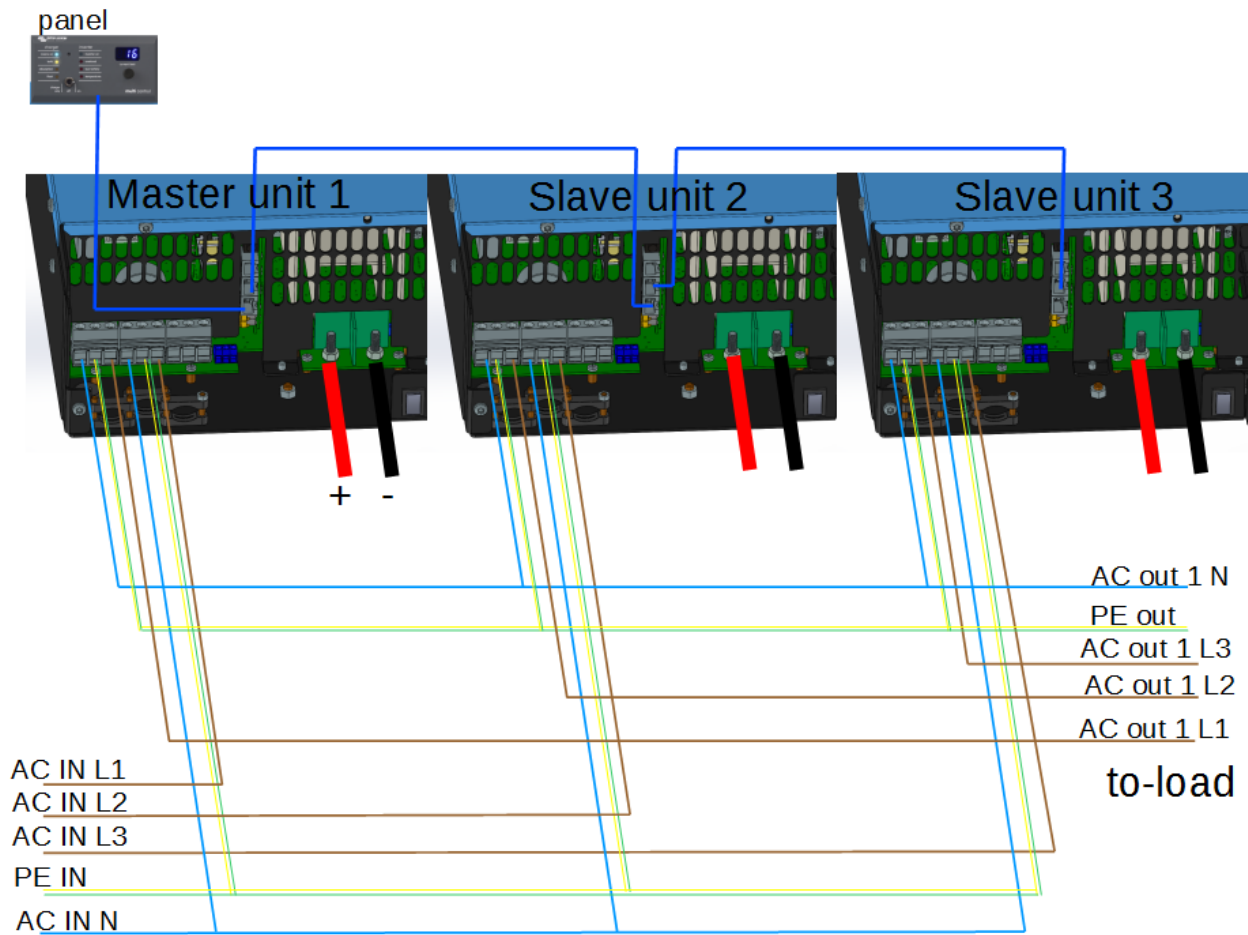 panel
16
Master unit 1
Slave unit 2
Slave unit 3
+ -
AC out 1 N
PE out
AC out 1 L3
AC out 1 L2
AC out 1 L1
to-load
AC IN L1
AC IN L2
AC IN L3
PE IN
AC IN N